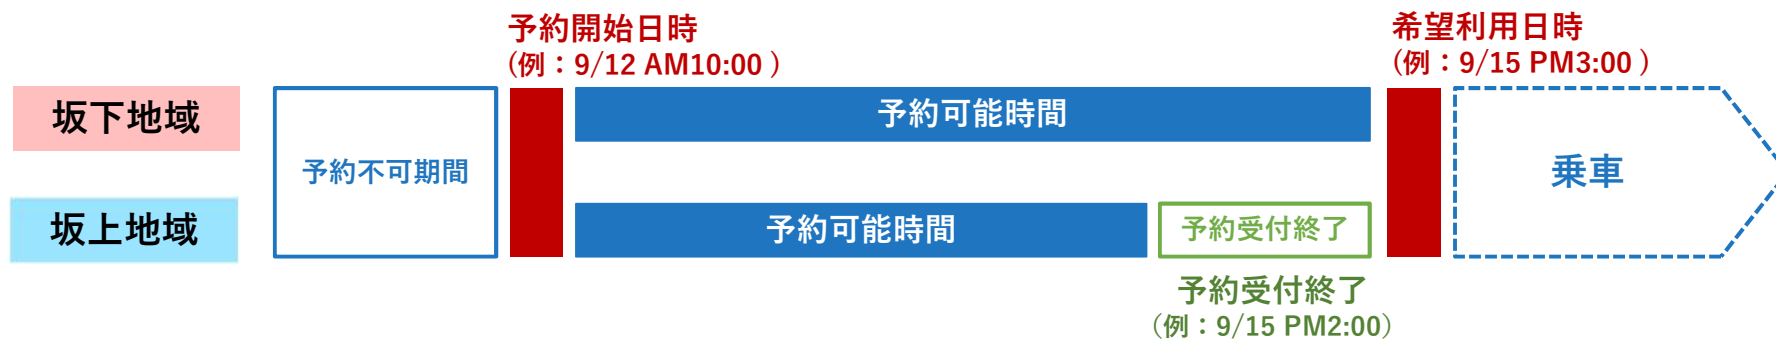 予約開始日時
(例：9/12 AM10:00 )
希望利用日時
(例：9/15 PM3:00 )
坂下地域
予約不可期間
予約可能時間
乗車
坂上地域
予約可能時間
予約受付終了
予約受付終了
(例：9/15 PM2:00)